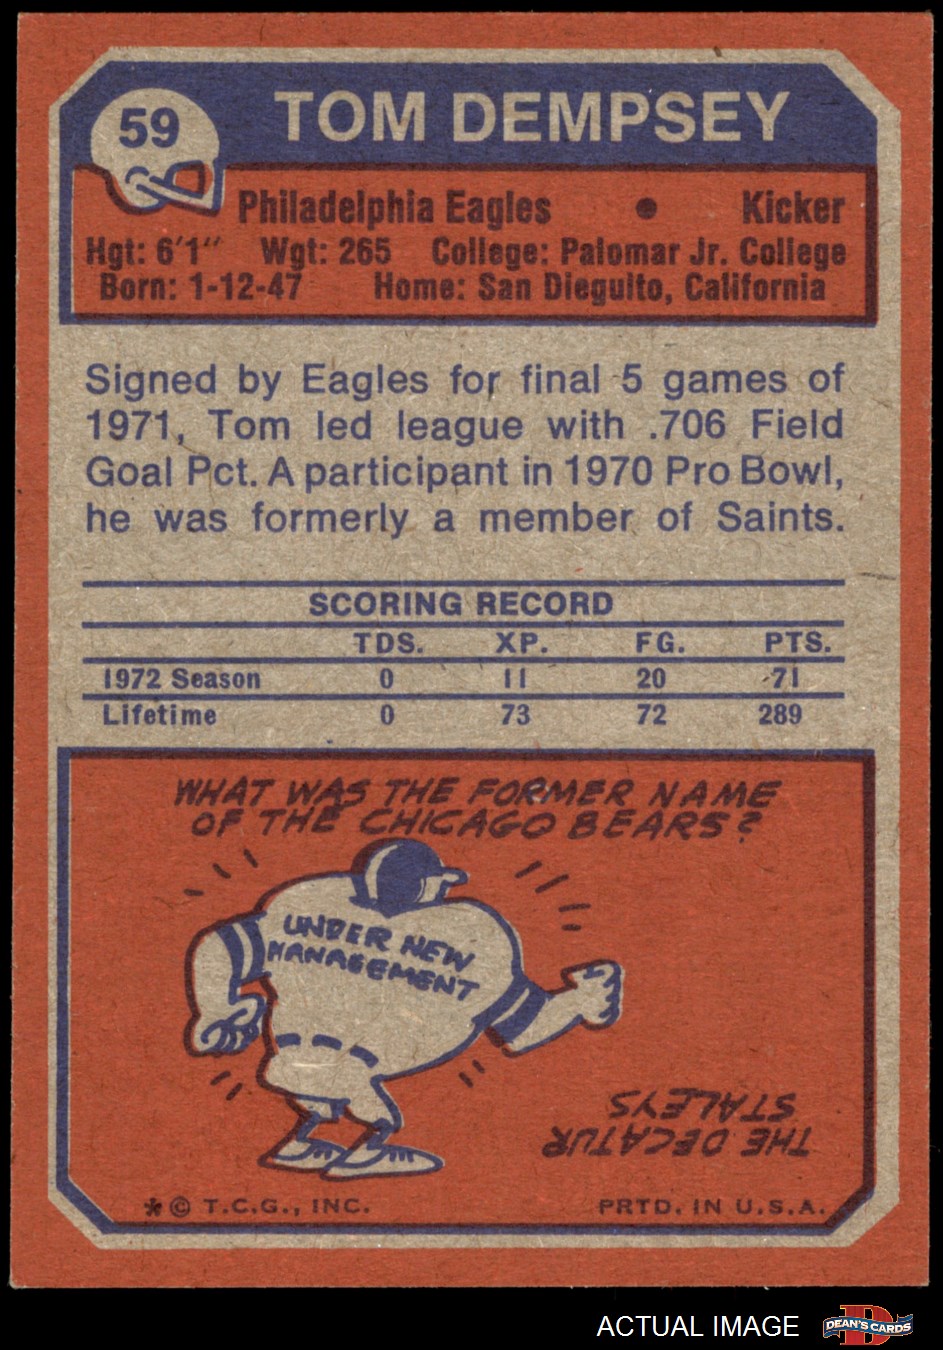 59
TOM DEMPSEY
Philadelphia Eagles • Kicker
Hgt: 6'1" Wgt: 265 College: Palomar Jr. College
Born: 1-12-47 Home: San Dieguito, California
Signed by Eagles for final 5 games of
1971, Tom led league with .706 Field
Goal Pct. A participant in 1970 Pro Bowl,
he was formerly a member of Saints.
SCORING RECORD
TDS. XP. FG. PTS.
1972 Season 0 11 20 71
Lifetime 0 73 72 289
WHAT WAS THE FORMER NAME
OF THE CHICAGO BEARS?
UNDER NEW
MANAGEMENT
THE DECATUR
STALEYS
* © T.C.G., INC. PRTD. IN U.S.A.
ACTUAL IMAGE
D
DEAN'S CARDS